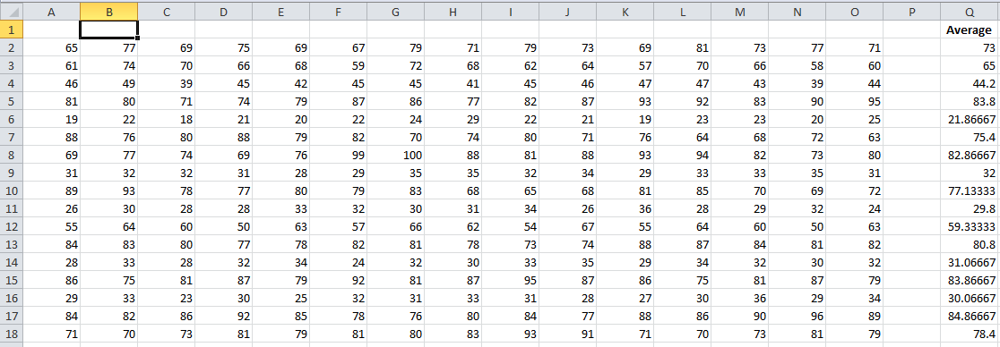 A B C D E F G H I J K L M N O P Q
1 Average
2 65 77 69 75 69 67 79 71 79 73 69 81 73 77 71 73
3 61 74 70 66 68 59 72 68 62 64 57 70 66 58 60 65
4 46 49 39 45 42 45 45 41 45 46 47 47 43 39 44 44.2
5 81 80 71 74 79 87 86 77 82 87 93 92 83 90 95 83.8
6 19 22 18 21 20 22 24 29 22 21 19 23 23 20 25 21.86667
7 88 76 80 88 79 82 70 74 80 71 76 64 68 72 63 75.4
8 69 77 74 69 76 99 100 88 81 88 93 94 82 73 80 82.86667
9 31 32 32 31 28 29 35 35 32 34 29 33 33 35 31 32
10 89 93 78 77 80 79 83 68 65 68 81 85 70 69 72 77.13333
11 26 30 28 28 33 32 30 31 34 26 36 28 29 32 24 29.8
12 55 64 60 50 63 57 66 62 54 67 55 64 60 50 63 59.33333
13 84 83 80 77 78 82 81 78 73 74 88 87 84 81 82 80.8
14 28 33 28 32 34 24 32 30 33 35 29 34 32 30 32 31.06667
15 86 75 81 87 79 92 81 87 95 87 86 75 81 87 79 83.86667
16 29 33 23 30 25 32 31 33 31 28 27 30 36 29 34 30.06667
17 84 82 86 92 85 78 76 80 84 77 88 86 90 96 89 84.86667
18 71 70 73 81 79 81 80 83 93 91 71 70 73 81 79 78.4